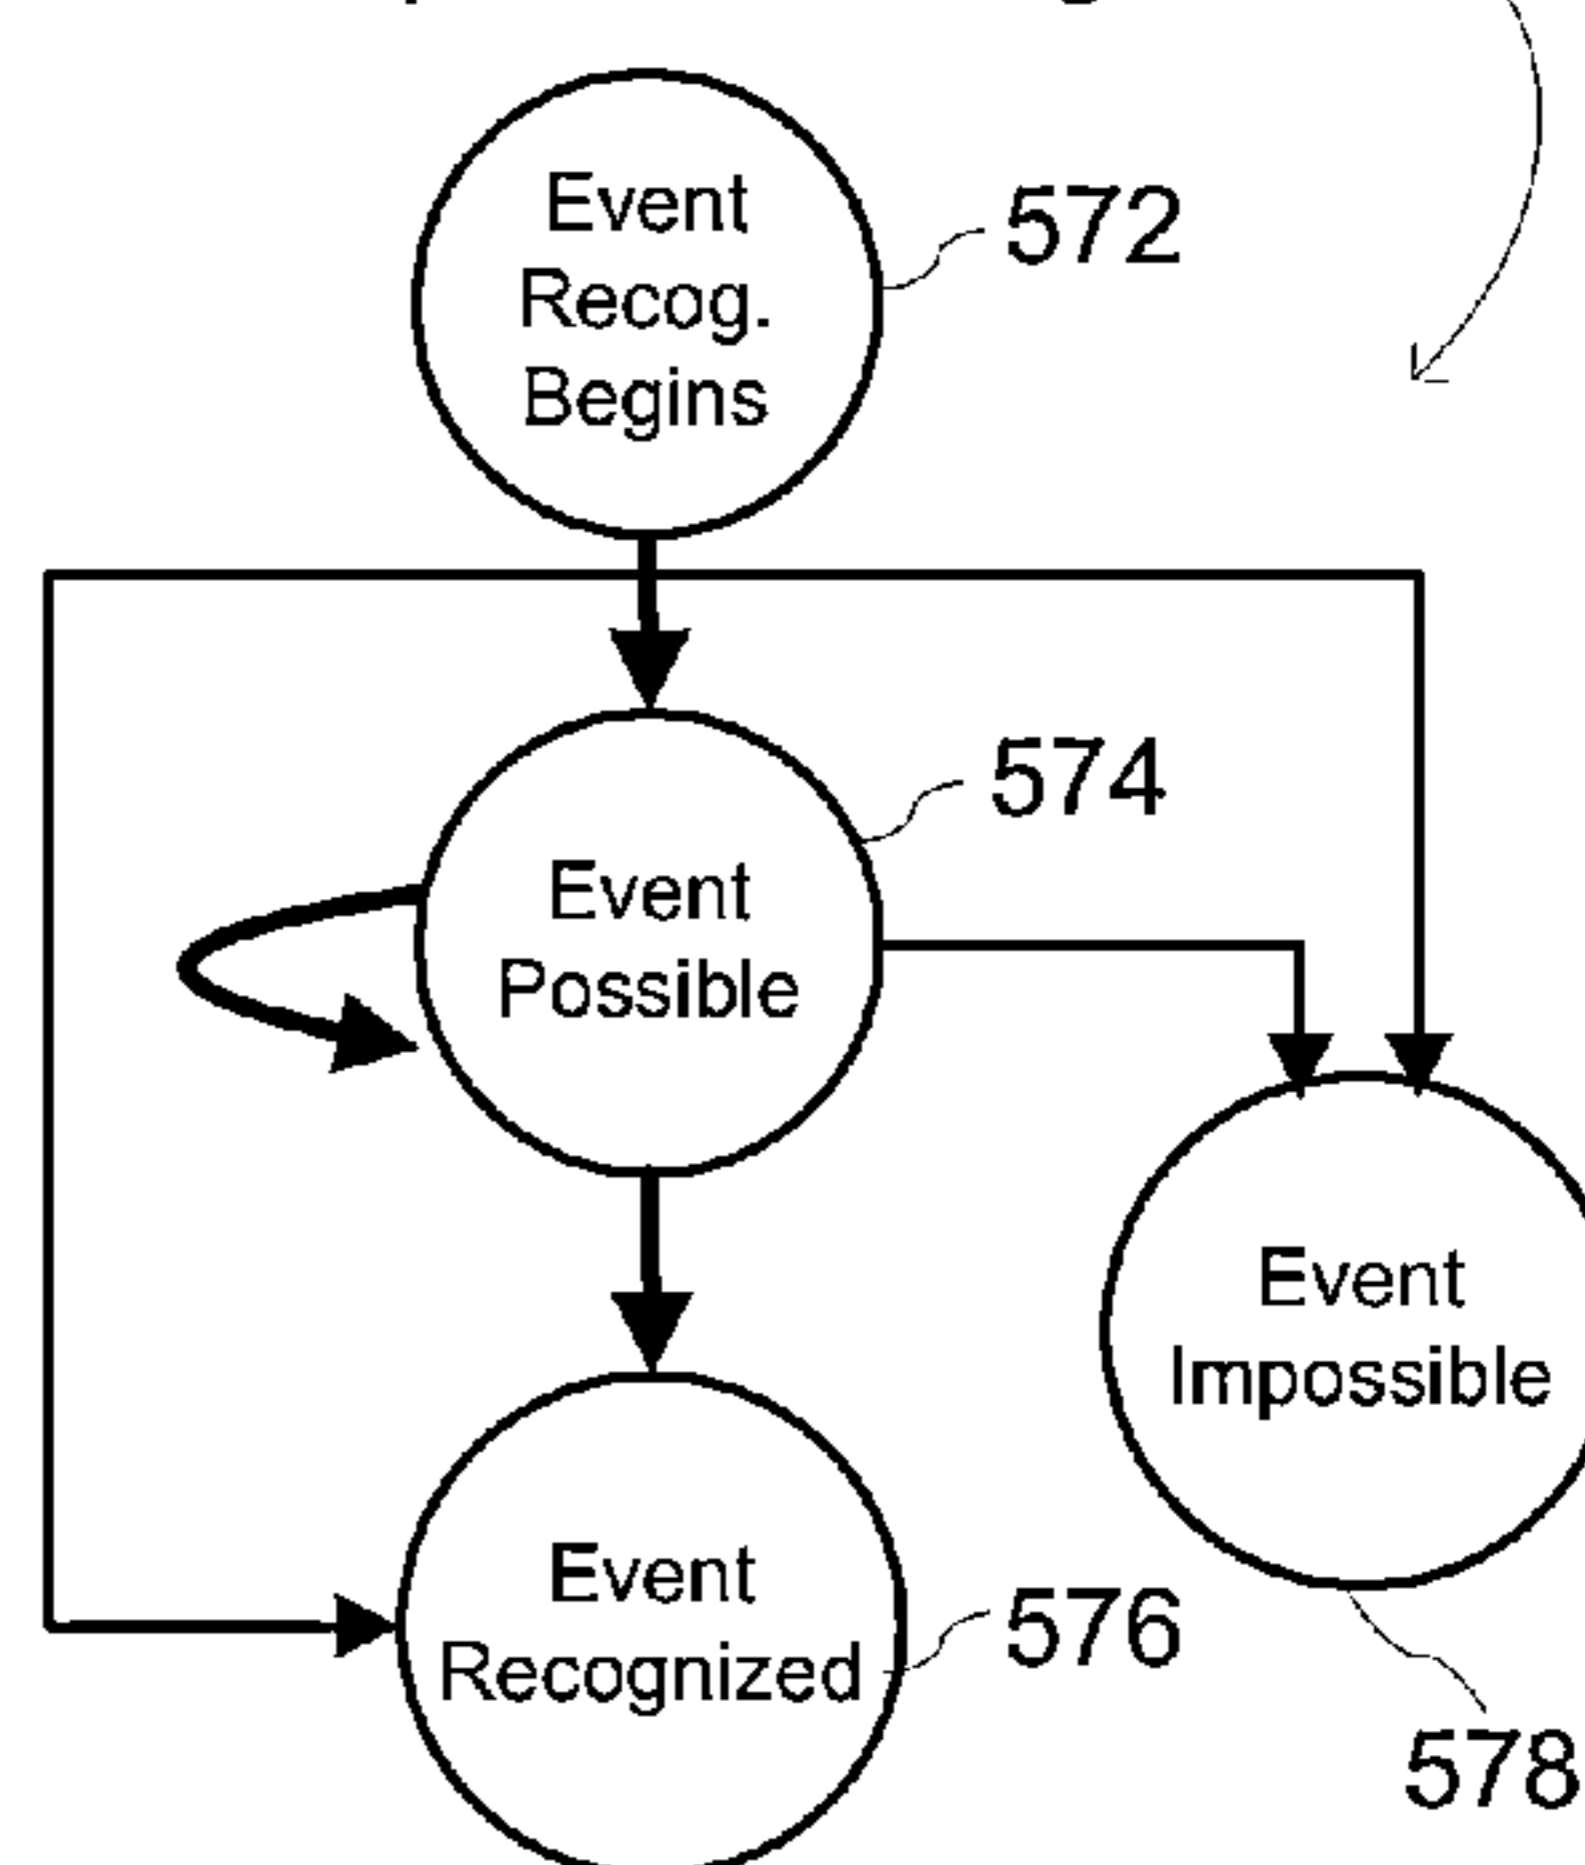 Event
Recog.
Begins
572
574
Event
Possible
Event
Impossible
Event
Recognized
576
578